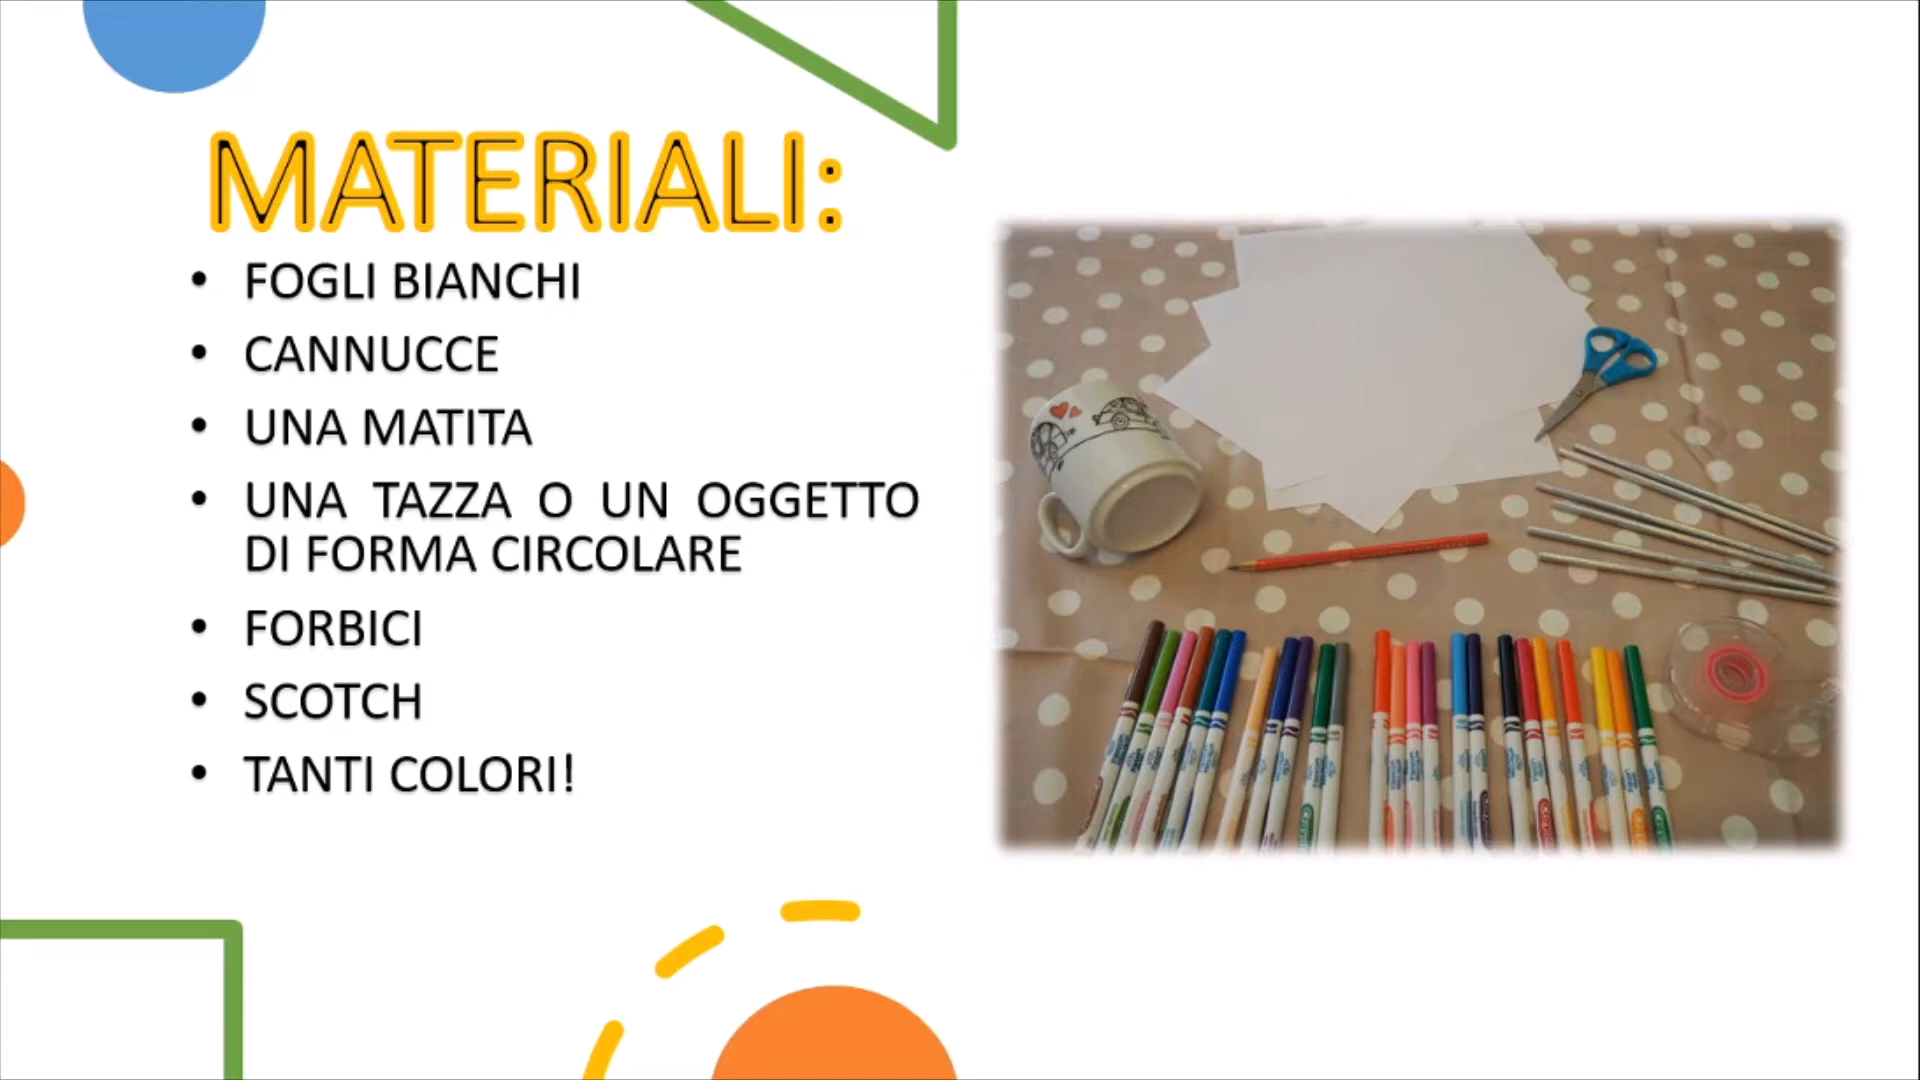 MATERIALI:
• FOGLI BIANCHI
• CANNUCCE
• UNA MATITA
• UNA TAZZA O UN OGGETTO
DI FORMA CIRCOLARE
• FORBICI
• SCOTCH
• TANTI COLORI!